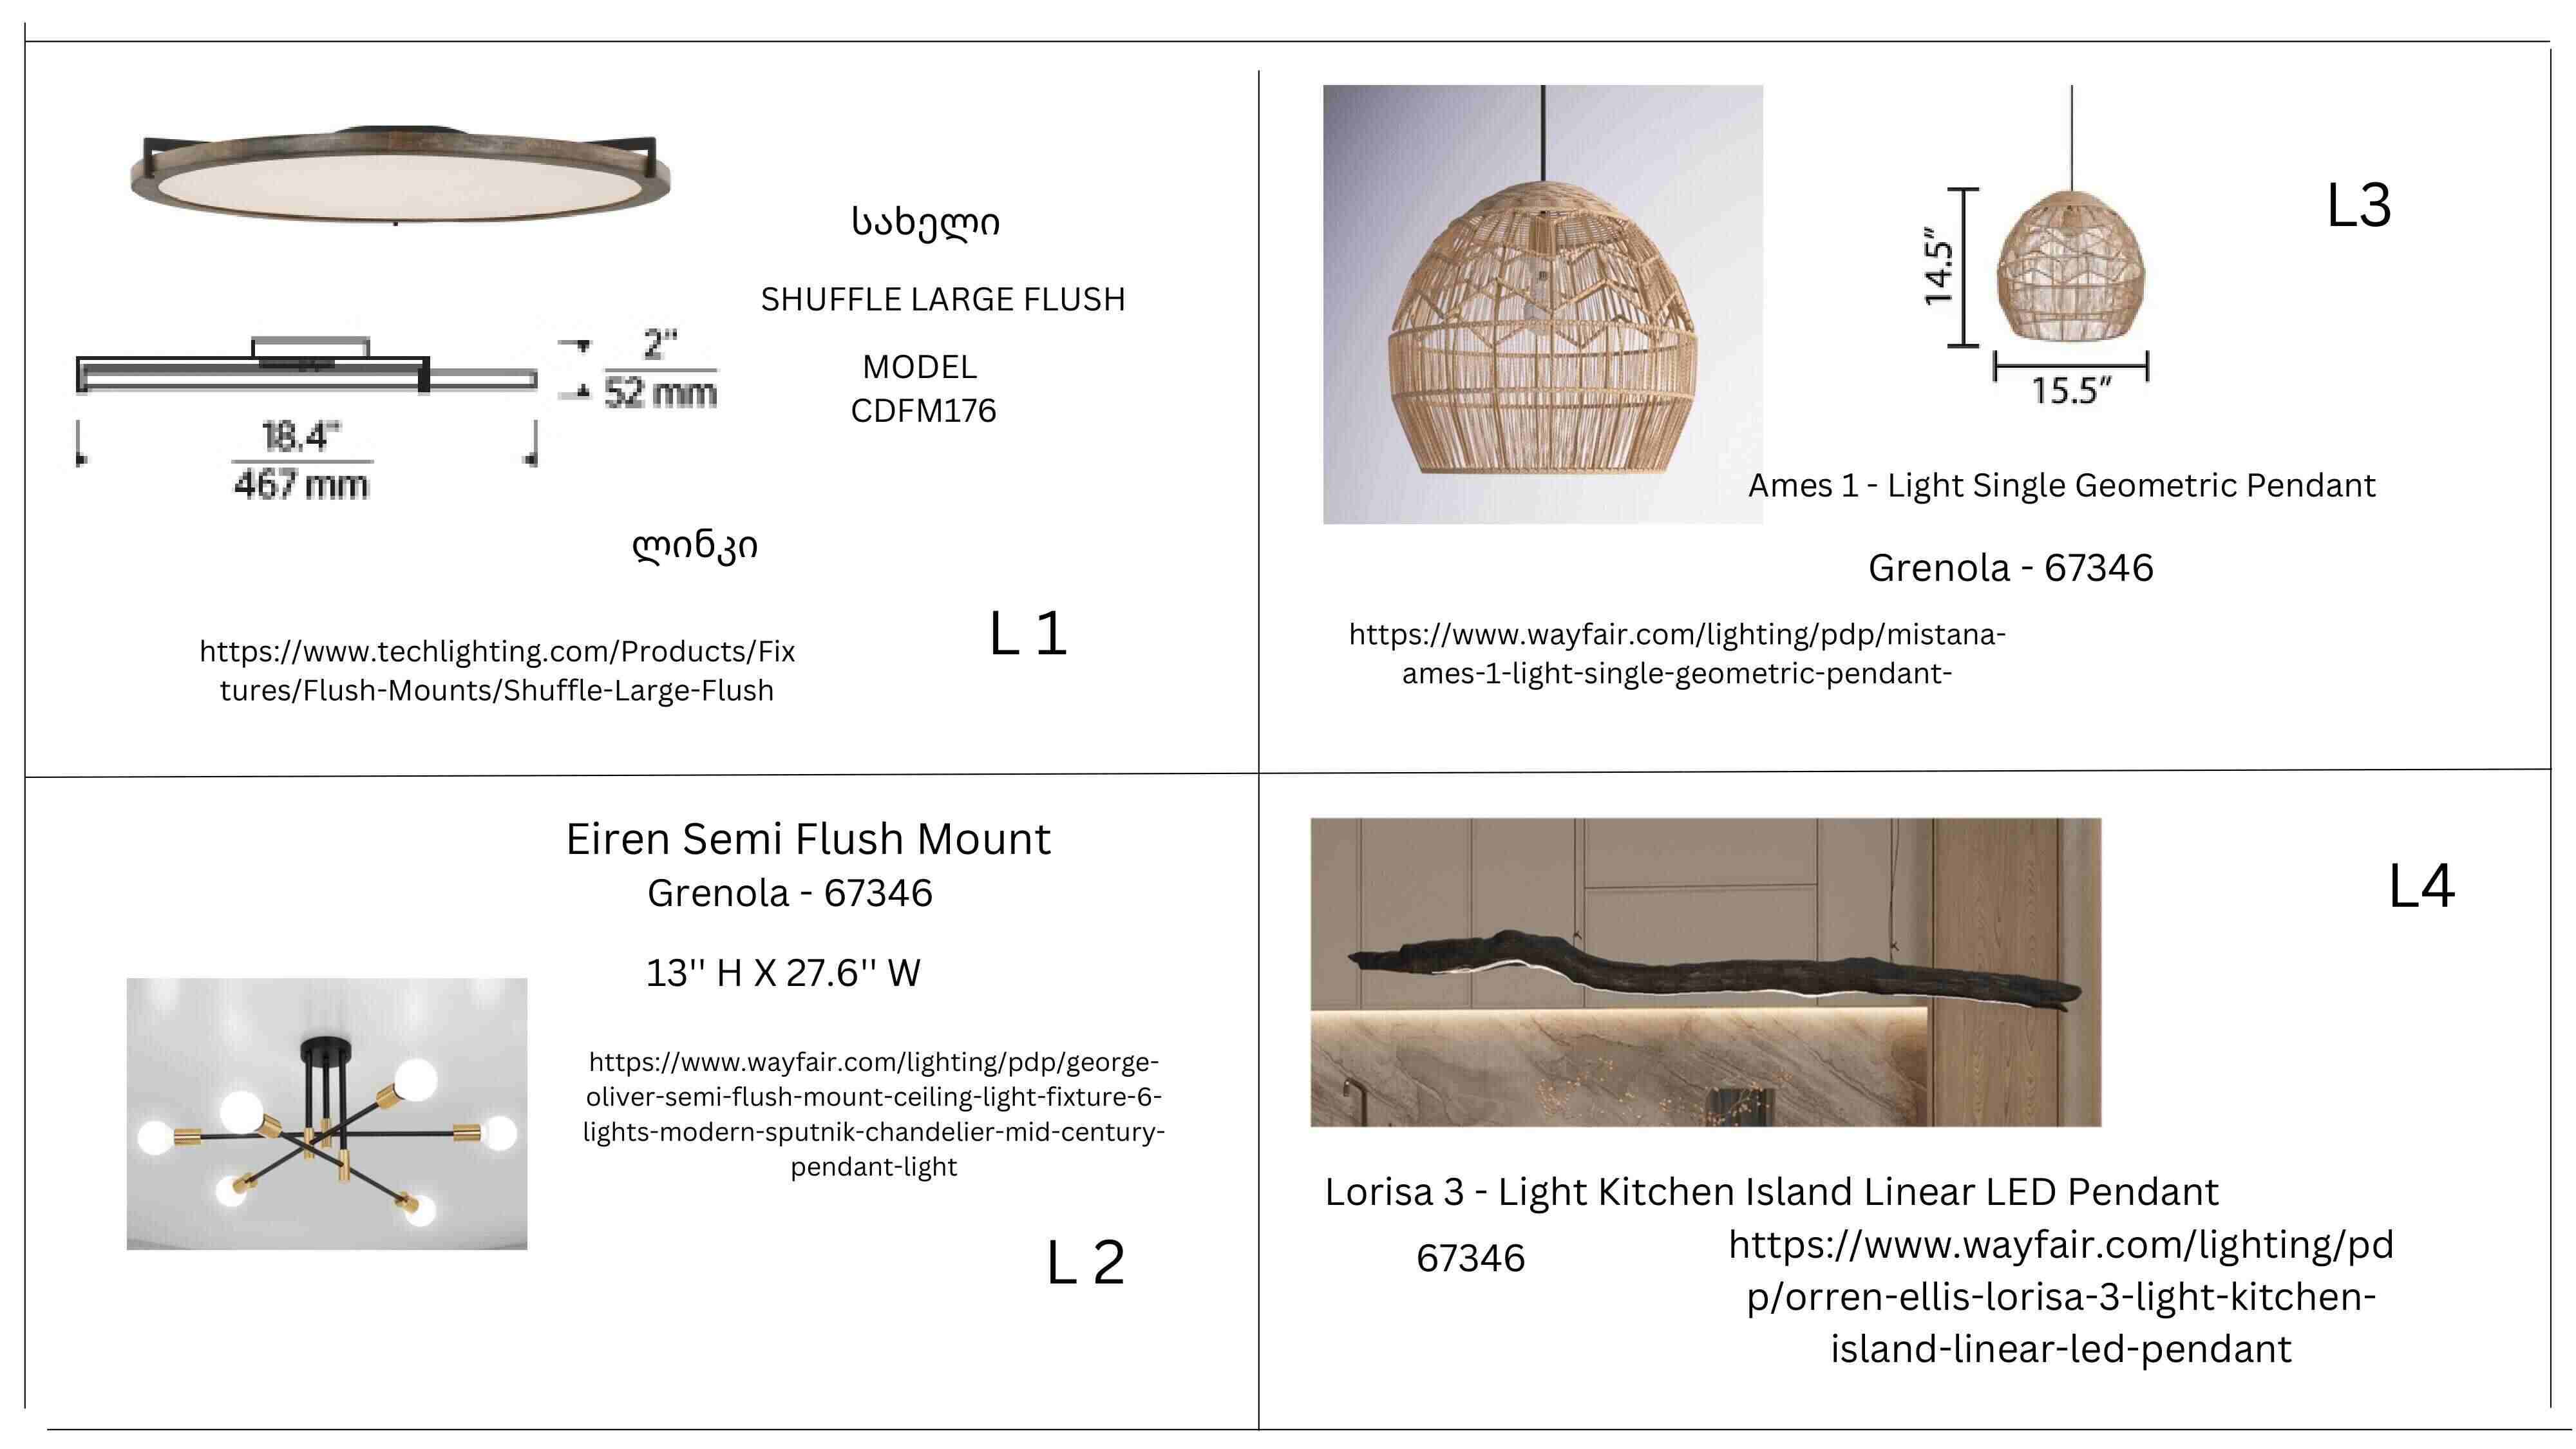 სახელი
SHUFFLE LARGE FLUSH
MODEL
CDFM176
2"
52 mm
18.4"
467 mm
ლინკი
L 1
https://www.techlighting.com/Products/Fix
tures/Flush-Mounts/Shuffle-Large-Flush
L3
14.5"
15.5"
Ames 1 - Light Single Geometric Pendant
Grenola - 67346
https://www.wayfair.com/lighting/pdp/mistana-
ames-1-light-single-geometric-pendant-
Eiren Semi Flush Mount
Grenola - 67346
13'' H X 27.6'' W
https://www.wayfair.com/lighting/pdp/george-
oliver-semi-flush-mount-ceiling-light-fixture-6-
lights-modern-sputnik-chandelier-mid-century-
pendant-light
L 2
L4
Lorisa 3 - Light Kitchen Island Linear LED Pendant
67346
https://www.wayfair.com/lighting/pd
p/orren-ellis-lorisa-3-light-kitchen-
island-linear-led-pendant